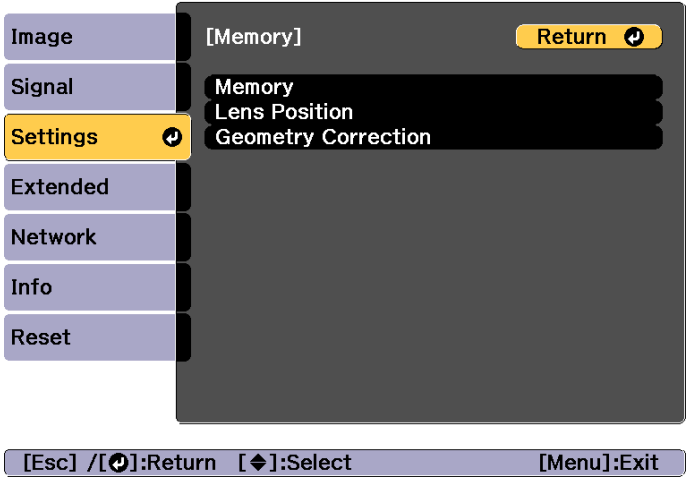 Image
Signal
Settings
Extended
Network
Info
Reset
[Memory]
Return
Memory
Lens Position
Geometry Correction
[Esc] /[⏎]:Return [◆]:Select [Menu]:Exit